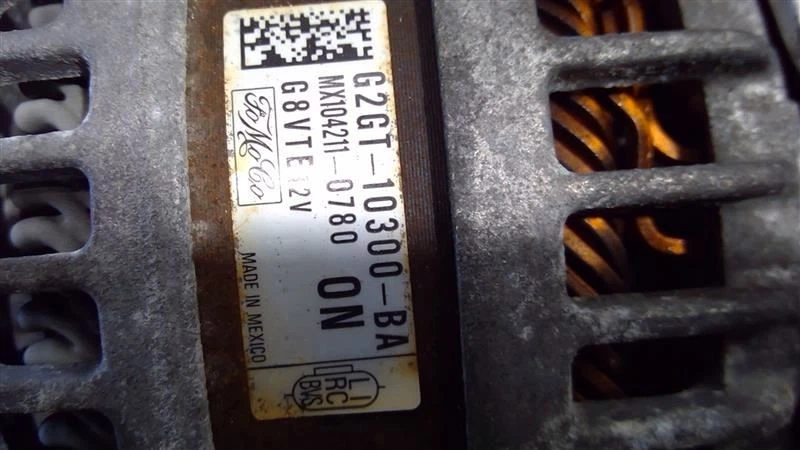 G2GT-10300-BA
MX104211-0780 ON
G8VTE 12V
FoMoCo
MADE IN MEXICO
LI
RC
BVS